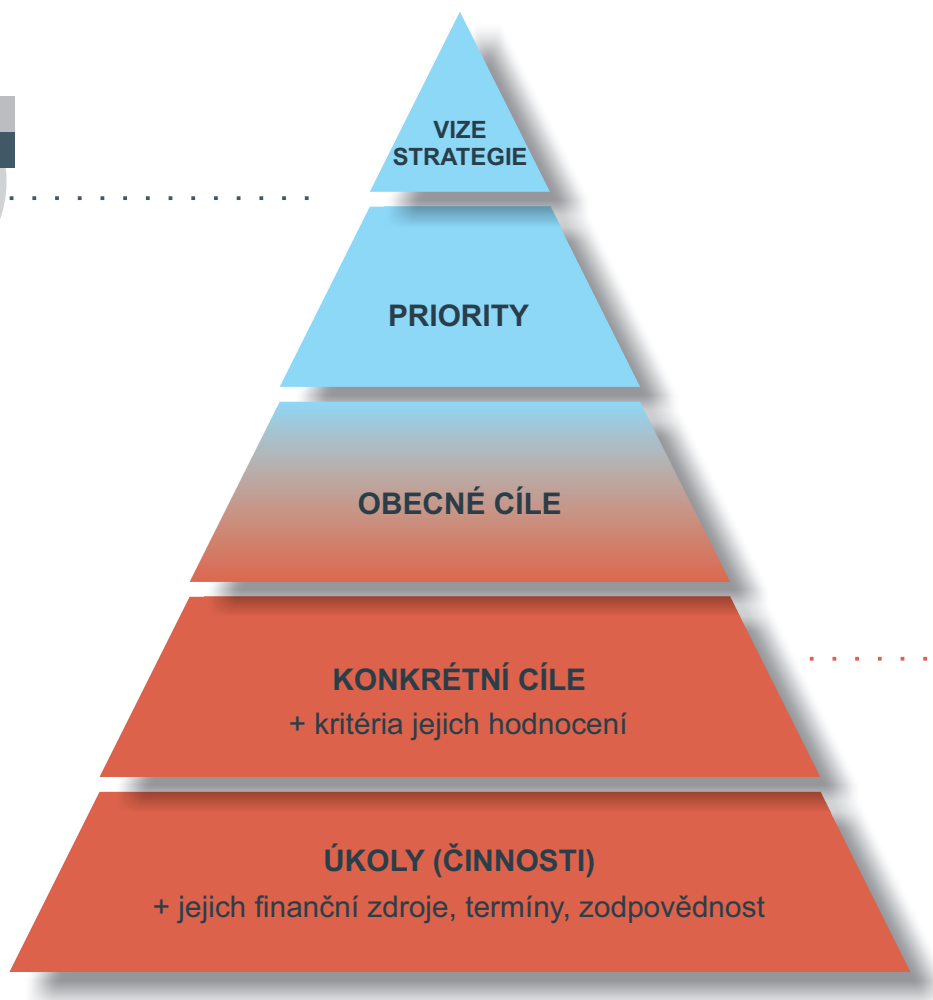 VIZE
STRATEGIE
PRIORITY
OBECNÉ CÍLE
KONKRÉTNÍ CÍLE
+ kritéria jejich hodnocení
ÚKOLY (ČINNOSTI)
+ jejich finanční zdroje, termíny, zodpovědnost